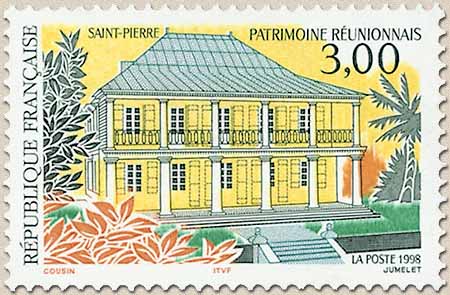 SAINT-PIERRE
PATRIMOINE RÉUNIONNAIS
3,00
RÉPUBLIQUE FRANÇAISE
LA POSTE 1998
COUSIN
ITVF
JUMELET